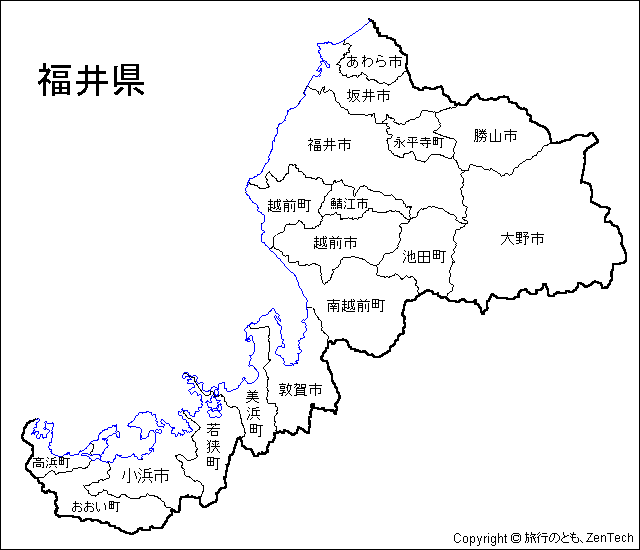 福井県
あわら市
坂井市
福井市
永平寺町
勝山市
越前町
鯖江市
越前市
池田町
大野市
南越前町
敦賀市
美浜町
若狭町
高浜町
小浜市
おおい町
Copyright © 旅行のとも、ZenTech